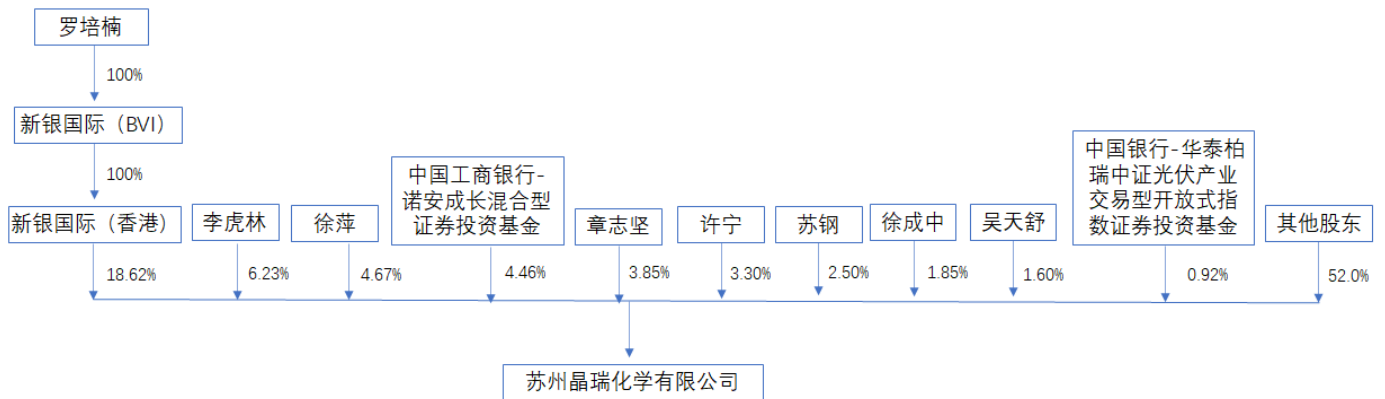 罗培楠
100%
新银国际（BVI）
100%
新银国际（香港）
李虎林
徐萍
中国工商银行-
诺安成长混合型
证券投资基金
章志坚
许宁
苏钢
徐成中
吴天舒
中国银行-华泰柏
瑞中证光伏产业
交易型开放式指
数证券投资基金
其他股东
18.62%
6.23%
4.67%
4.46%
3.85%
3.30%
2.50%
1.85%
1.60%
0.92%
52.0%
苏州晶瑞化学有限公司